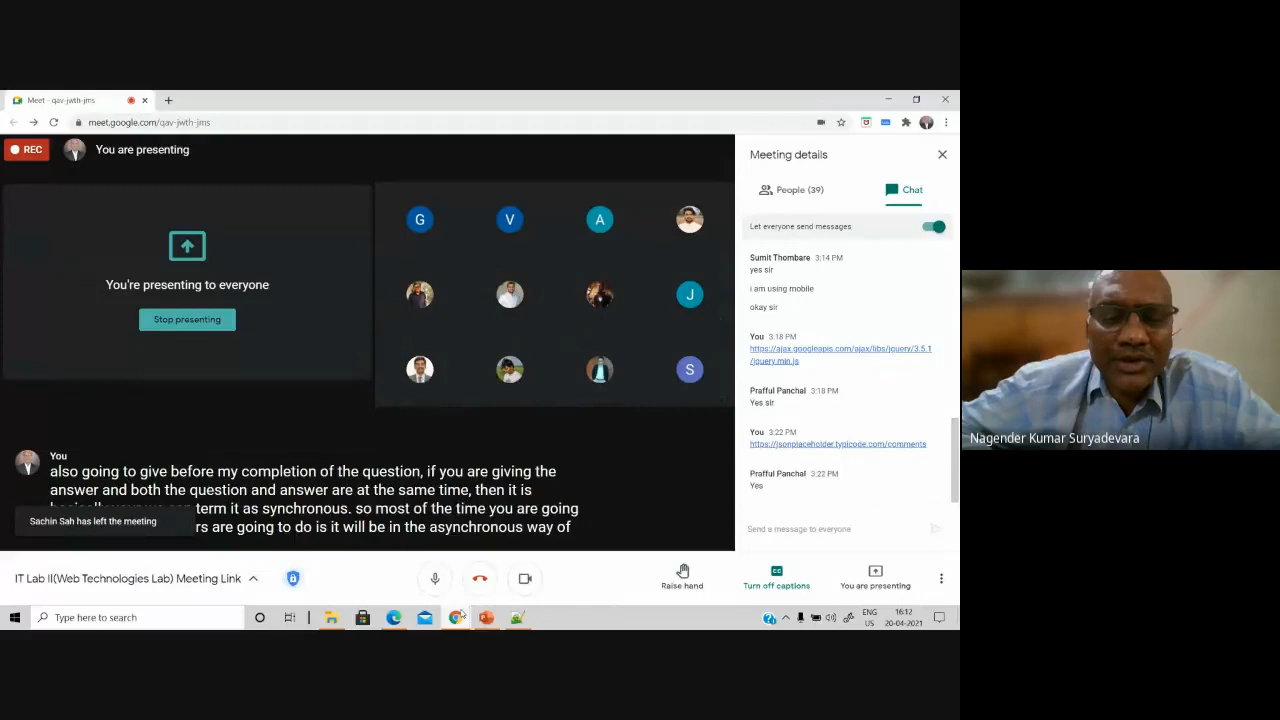 Meet - qav-jwth-jms
meet.google.com/qav-jwth-jms
REC
You are presenting
You're presenting to everyone
Stop presenting
G
V
A
J
S
You
also going to give before my completion of the question, if you are giving the
answer and both the question and answer are at the same time, then it is
term it as synchronous. so most of the time you are going
rs are going to do is it will be in the asynchronous way of
Sachin Sah has left the meeting
Meeting details
People (39)
Chat
Let everyone send messages
Sumit Thombare 3:14 PM
yes sir
i am using mobile
okay sir
You 3:18 PM
https://ajax.googleapis.com/ajax/libs/jquery/3.5.1
/jquery.min.js
Prafful Panchal 3:18 PM
Yes sir
You 3:22 PM
https://jsonplaceholder.typicode.com/comments
Prafful Panchal 3:22 PM
Yes
Send a message to everyone
IT Lab II(Web Technologies Lab) Meeting Link
Raise hand
CC
Turn off captions
You are presenting
Type here to search
ENG
US
16:12
20-04-2021
Nagender Kumar Suryadevara